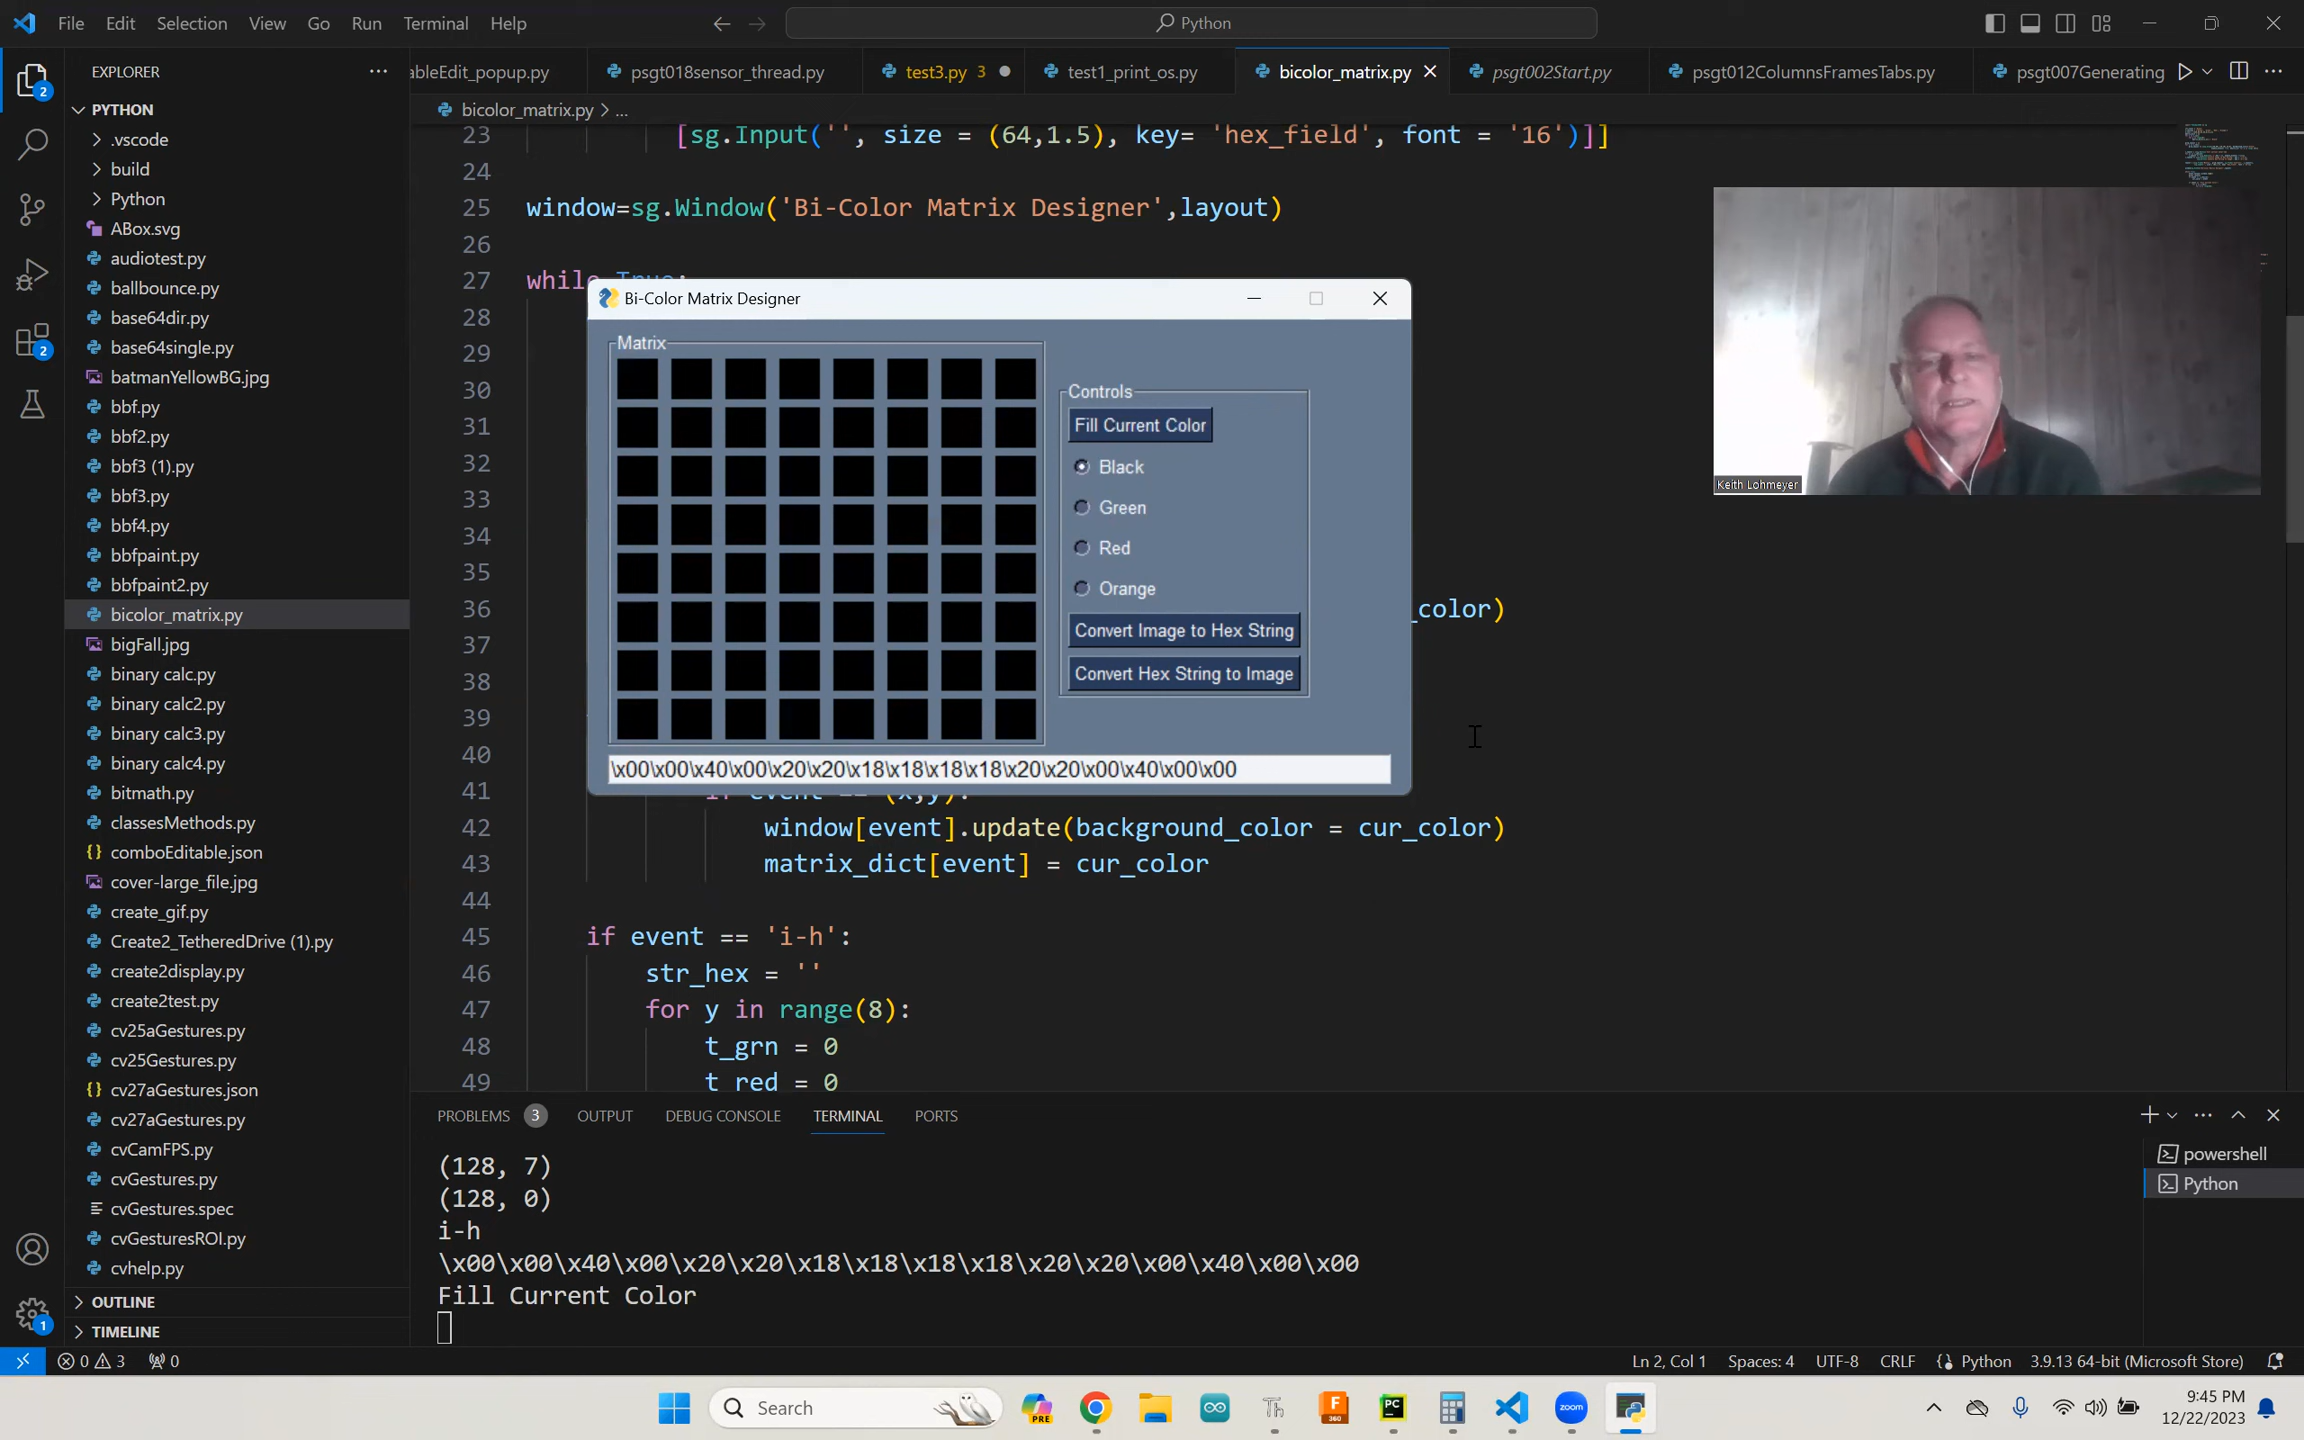 File Edit Selection View Go Run Terminal Help
Python
EXPLORER
ableEdit_popup.py psgt018sensor_thread.py test3.py 3 test1_print_os.py bicolor_matrix.py psgt002Start.py psgt012ColumnsFramesTabs.py psgt007Generating
bicolor_matrix.py > ...
2
2
1
PYTHON
.vscode
build
Python
ABox.svg
audiotest.py
ballbounce.py
base64dir.py
base64single.py
batmanYellowBG.jpg
bbf.py
bbf2.py
bbf3 (1).py
bbf3.py
bbf4.py
bbfpaint.py
bbfpaint2.py
bicolor_matrix.py
bigFall.jpg
binary calc.py
binary calc2.py
binary calc3.py
binary calc4.py
bitmath.py
classesMethods.py
comboEditable.json
cover-large_file.jpg
create_gif.py
Create2_TetheredDrive (1).py
create2display.py
create2test.py
cv25aGestures.py
cv25Gestures.py
cv27aGestures.json
cv27aGestures.py
cvCamFPS.py
cvGestures.py
cvGestures.spec
cvGesturesROI.py
cvhelp.py
OUTLINE
TIMELINE
23 [sg.Input('', size = (64,1.5), key= 'hex_field', font = '16')]]
24
25 window=sg.Window('Bi-Color Matrix Designer',layout)
26
27 while True:
28
29
30
31
32
33
34
35
36 _color)
37
38
39
40
41 if event == (x,y):
42 window[event].update(background_color = cur_color)
43 matrix_dict[event] = cur_color
44
45 if event == 'i-h':
46 str_hex = ''
47 for y in range(8):
48 t_grn = 0
49 t_red = 0
Bi-Color Matrix Designer
Matrix
Controls
Fill Current Color
Black
Green
Red
Orange
Convert Image to Hex String
Convert Hex String to Image
\x00\x00\x40\x00\x20\x20\x18\x18\x18\x18\x20\x20\x00\x40\x00\x00
Keith Lohmeyer
PROBLEMS 3 OUTPUT DEBUG CONSOLE TERMINAL PORTS
(128, 7)
(128, 0)
i-h
\x00\x00\x40\x00\x20\x20\x18\x18\x18\x18\x20\x20\x00\x40\x00\x00
Fill Current Color
powershell
Python
0 3 0
Ln 2, Col 1 Spaces: 4 UTF-8 CRLF {} Python 3.9.13 64-bit (Microsoft Store)
Search
PRE
Th
F
360
PC
zoom
9:45 PM
12/22/2023